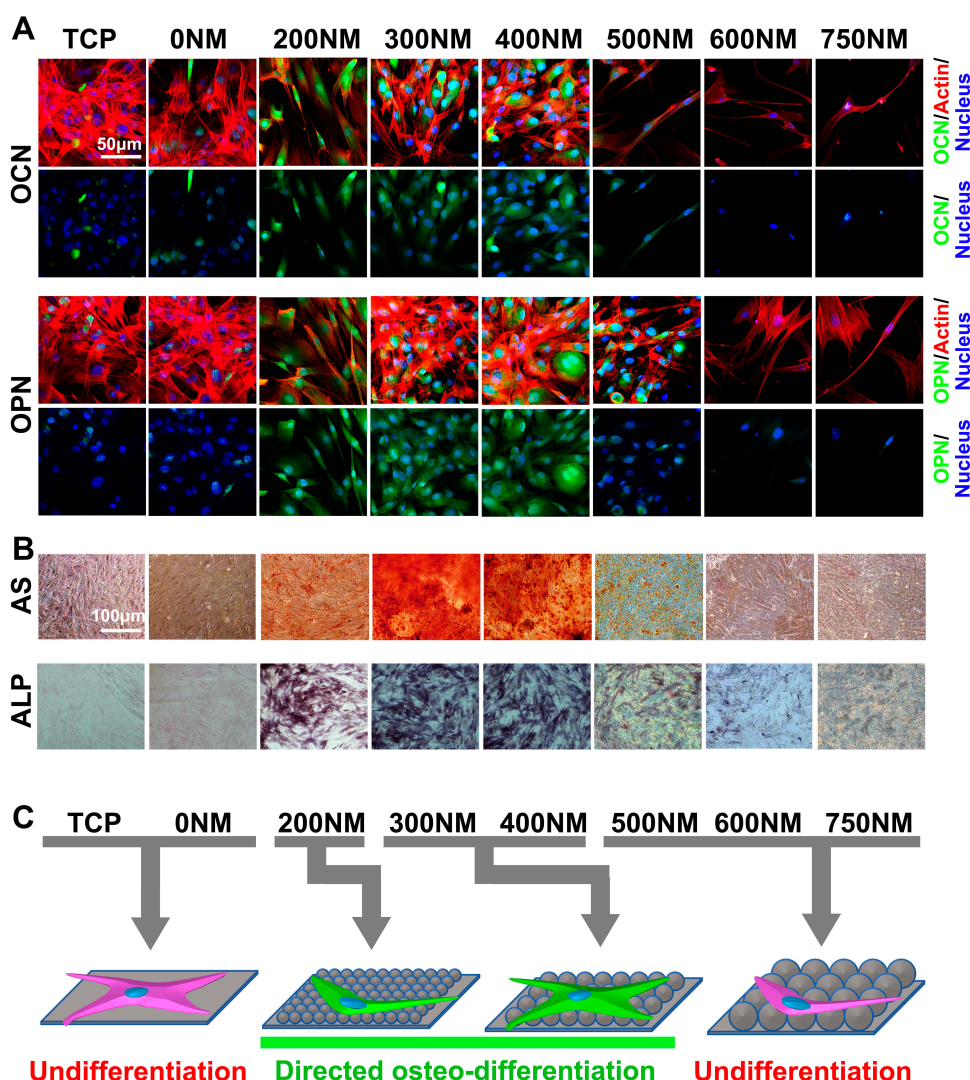 A
TCP 0NM 200NM 300NM 400NM 500NM 600NM 750NM
OCN
50μm
OCN/Actin/
Nucleus
OCN/
Nucleus
OPN
OPN/Actin/
Nucleus
OPN/
Nucleus
B
AS
100μm
ALP
C
TCP 0NM 200NM 300NM 400NM 500NM 600NM 750NM
Undifferentiation Directed osteo-differentiation Undifferentiation